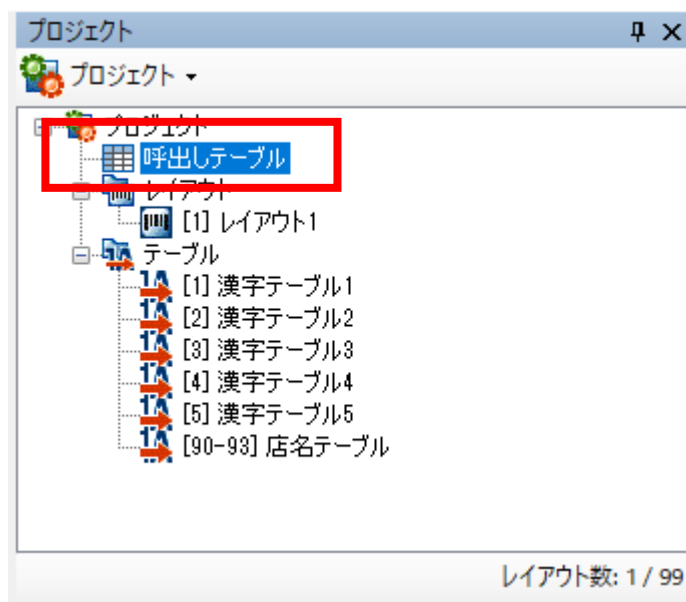 プロジェクト
プロジェクト
プロジェクト
呼出しテーブル
レイアウト
[1] レイアウト1
テーブル
[1] 漢字テーブル1
[2] 漢字テーブル2
[3] 漢字テーブル3
[4] 漢字テーブル4
[5] 漢字テーブル5
[90-93] 店名テーブル
レイアウト数: 1 / 99